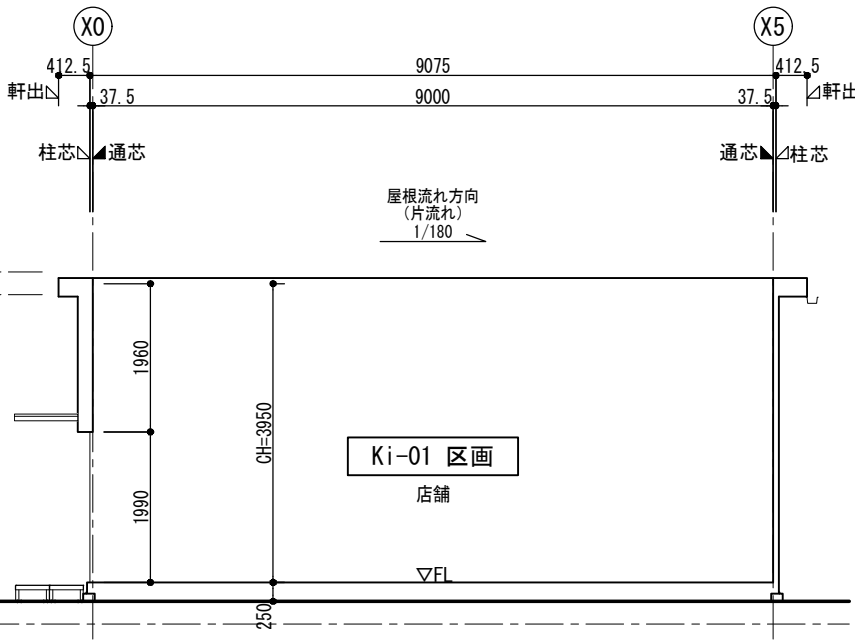 X0
X5
412.5
9075
412.5
軒出
37.5
9000
37.5
軒出
柱芯
通芯
通芯
柱芯
屋根流れ方向
(片流れ)
1/180
1960
CH=3950
Ki-01 区画
店舗
1990
▽FL
250